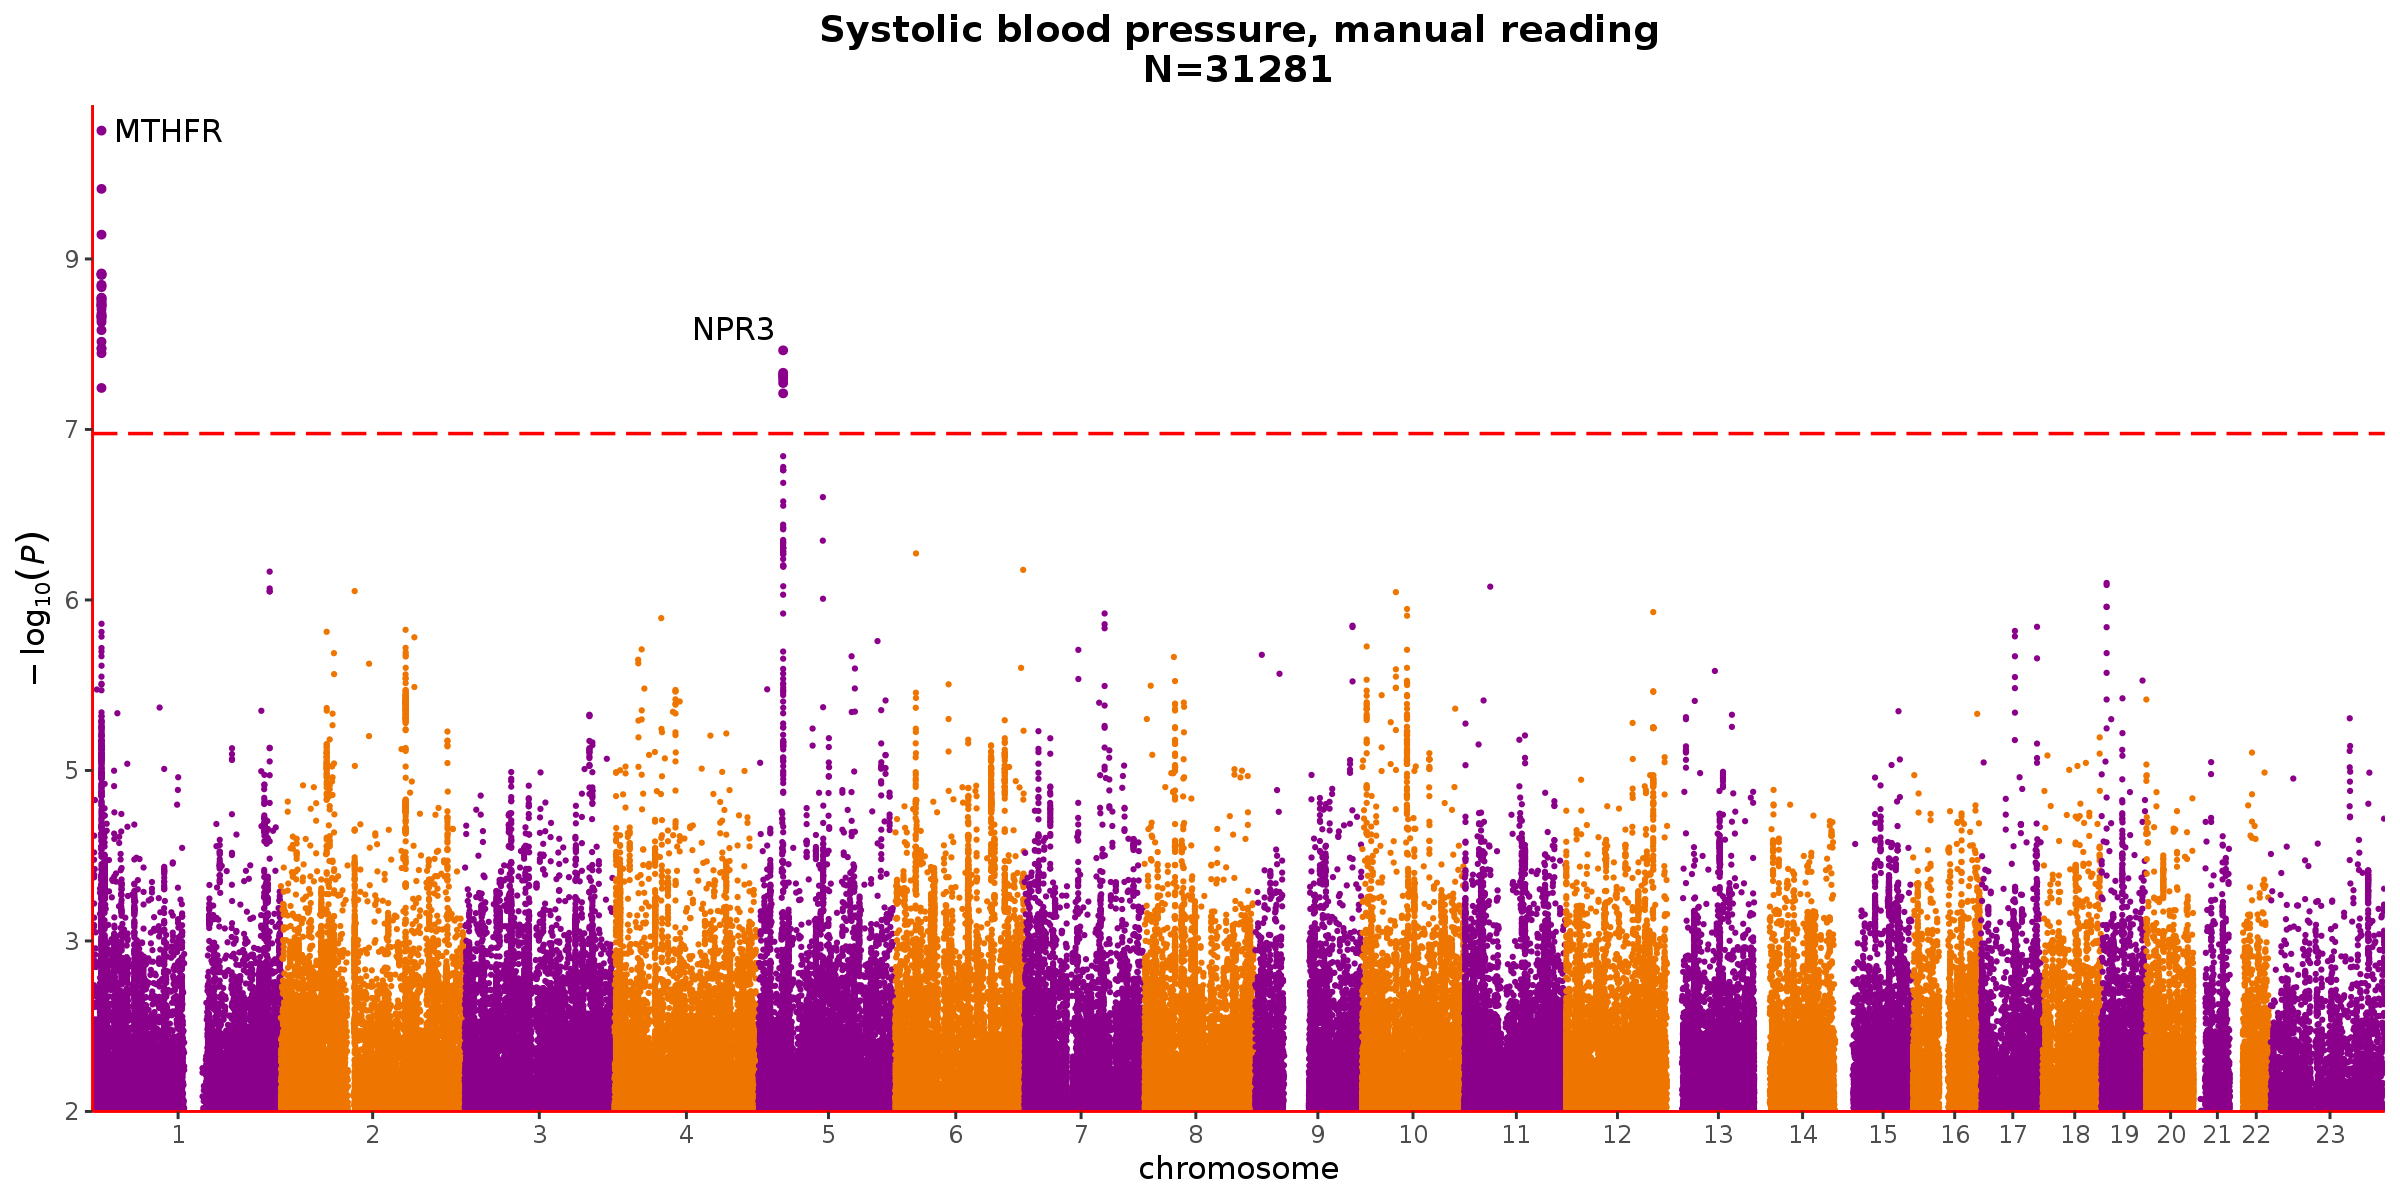 Systolic blood pressure, manual reading
N=31281
MTHFR
NPR3
9
7
6
5
3
2
−log10(P)
1 2 3 4 5 6 7 8 9 10 11 12 13 14 15 16 17 18 19 20 21 22 23
chromosome